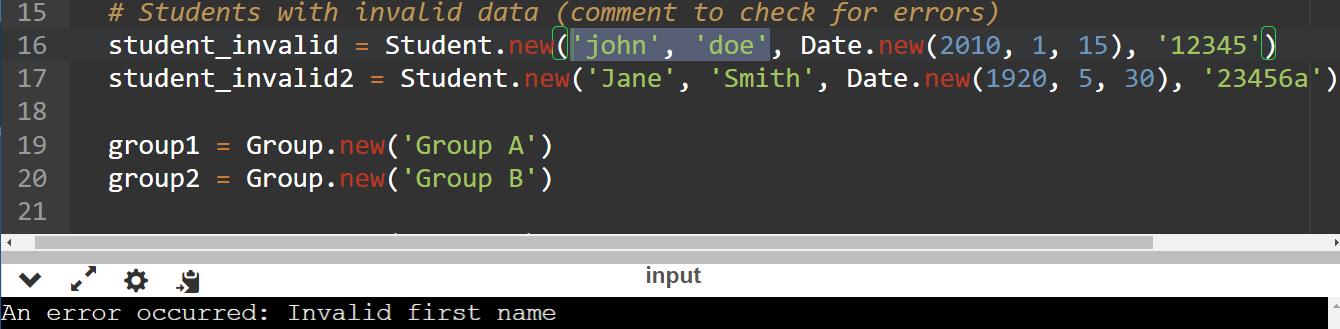 15 # Students with invalid data (comment to check for errors)
16 student_invalid = Student.new('john', 'doe', Date.new(2010, 1, 15), '12345')
17 student_invalid2 = Student.new('Jane', 'Smith', Date.new(1920, 5, 30), '23456a')
18
19 group1 = Group.new('Group A')
20 group2 = Group.new('Group B')
21
input
An error occurred: Invalid first name